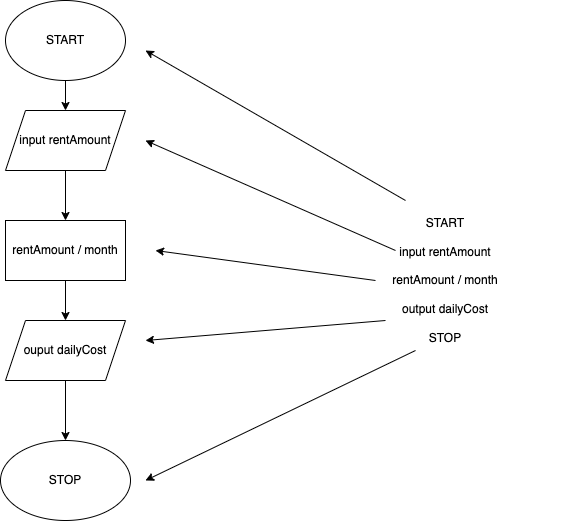 START
input rentAmount
rentAmount / month
ouput dailyCost
STOP
START
input rentAmount
rentAmount / month
output dailyCost
STOP